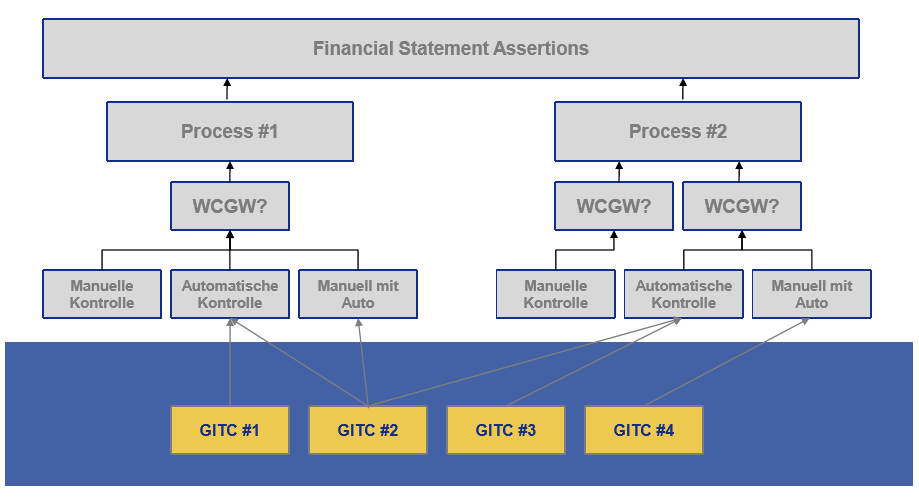 Financial Statement Assertions
Process #1
Process #2
WCGW?
WCGW?
WCGW?
Manuelle
Kontrolle
Automatische
Kontrolle
Manuell mit
Auto
Manuelle
Kontrolle
Automatische
Kontrolle
Manuell mit
Auto
GITC #1
GITC #2
GITC #3
GITC #4